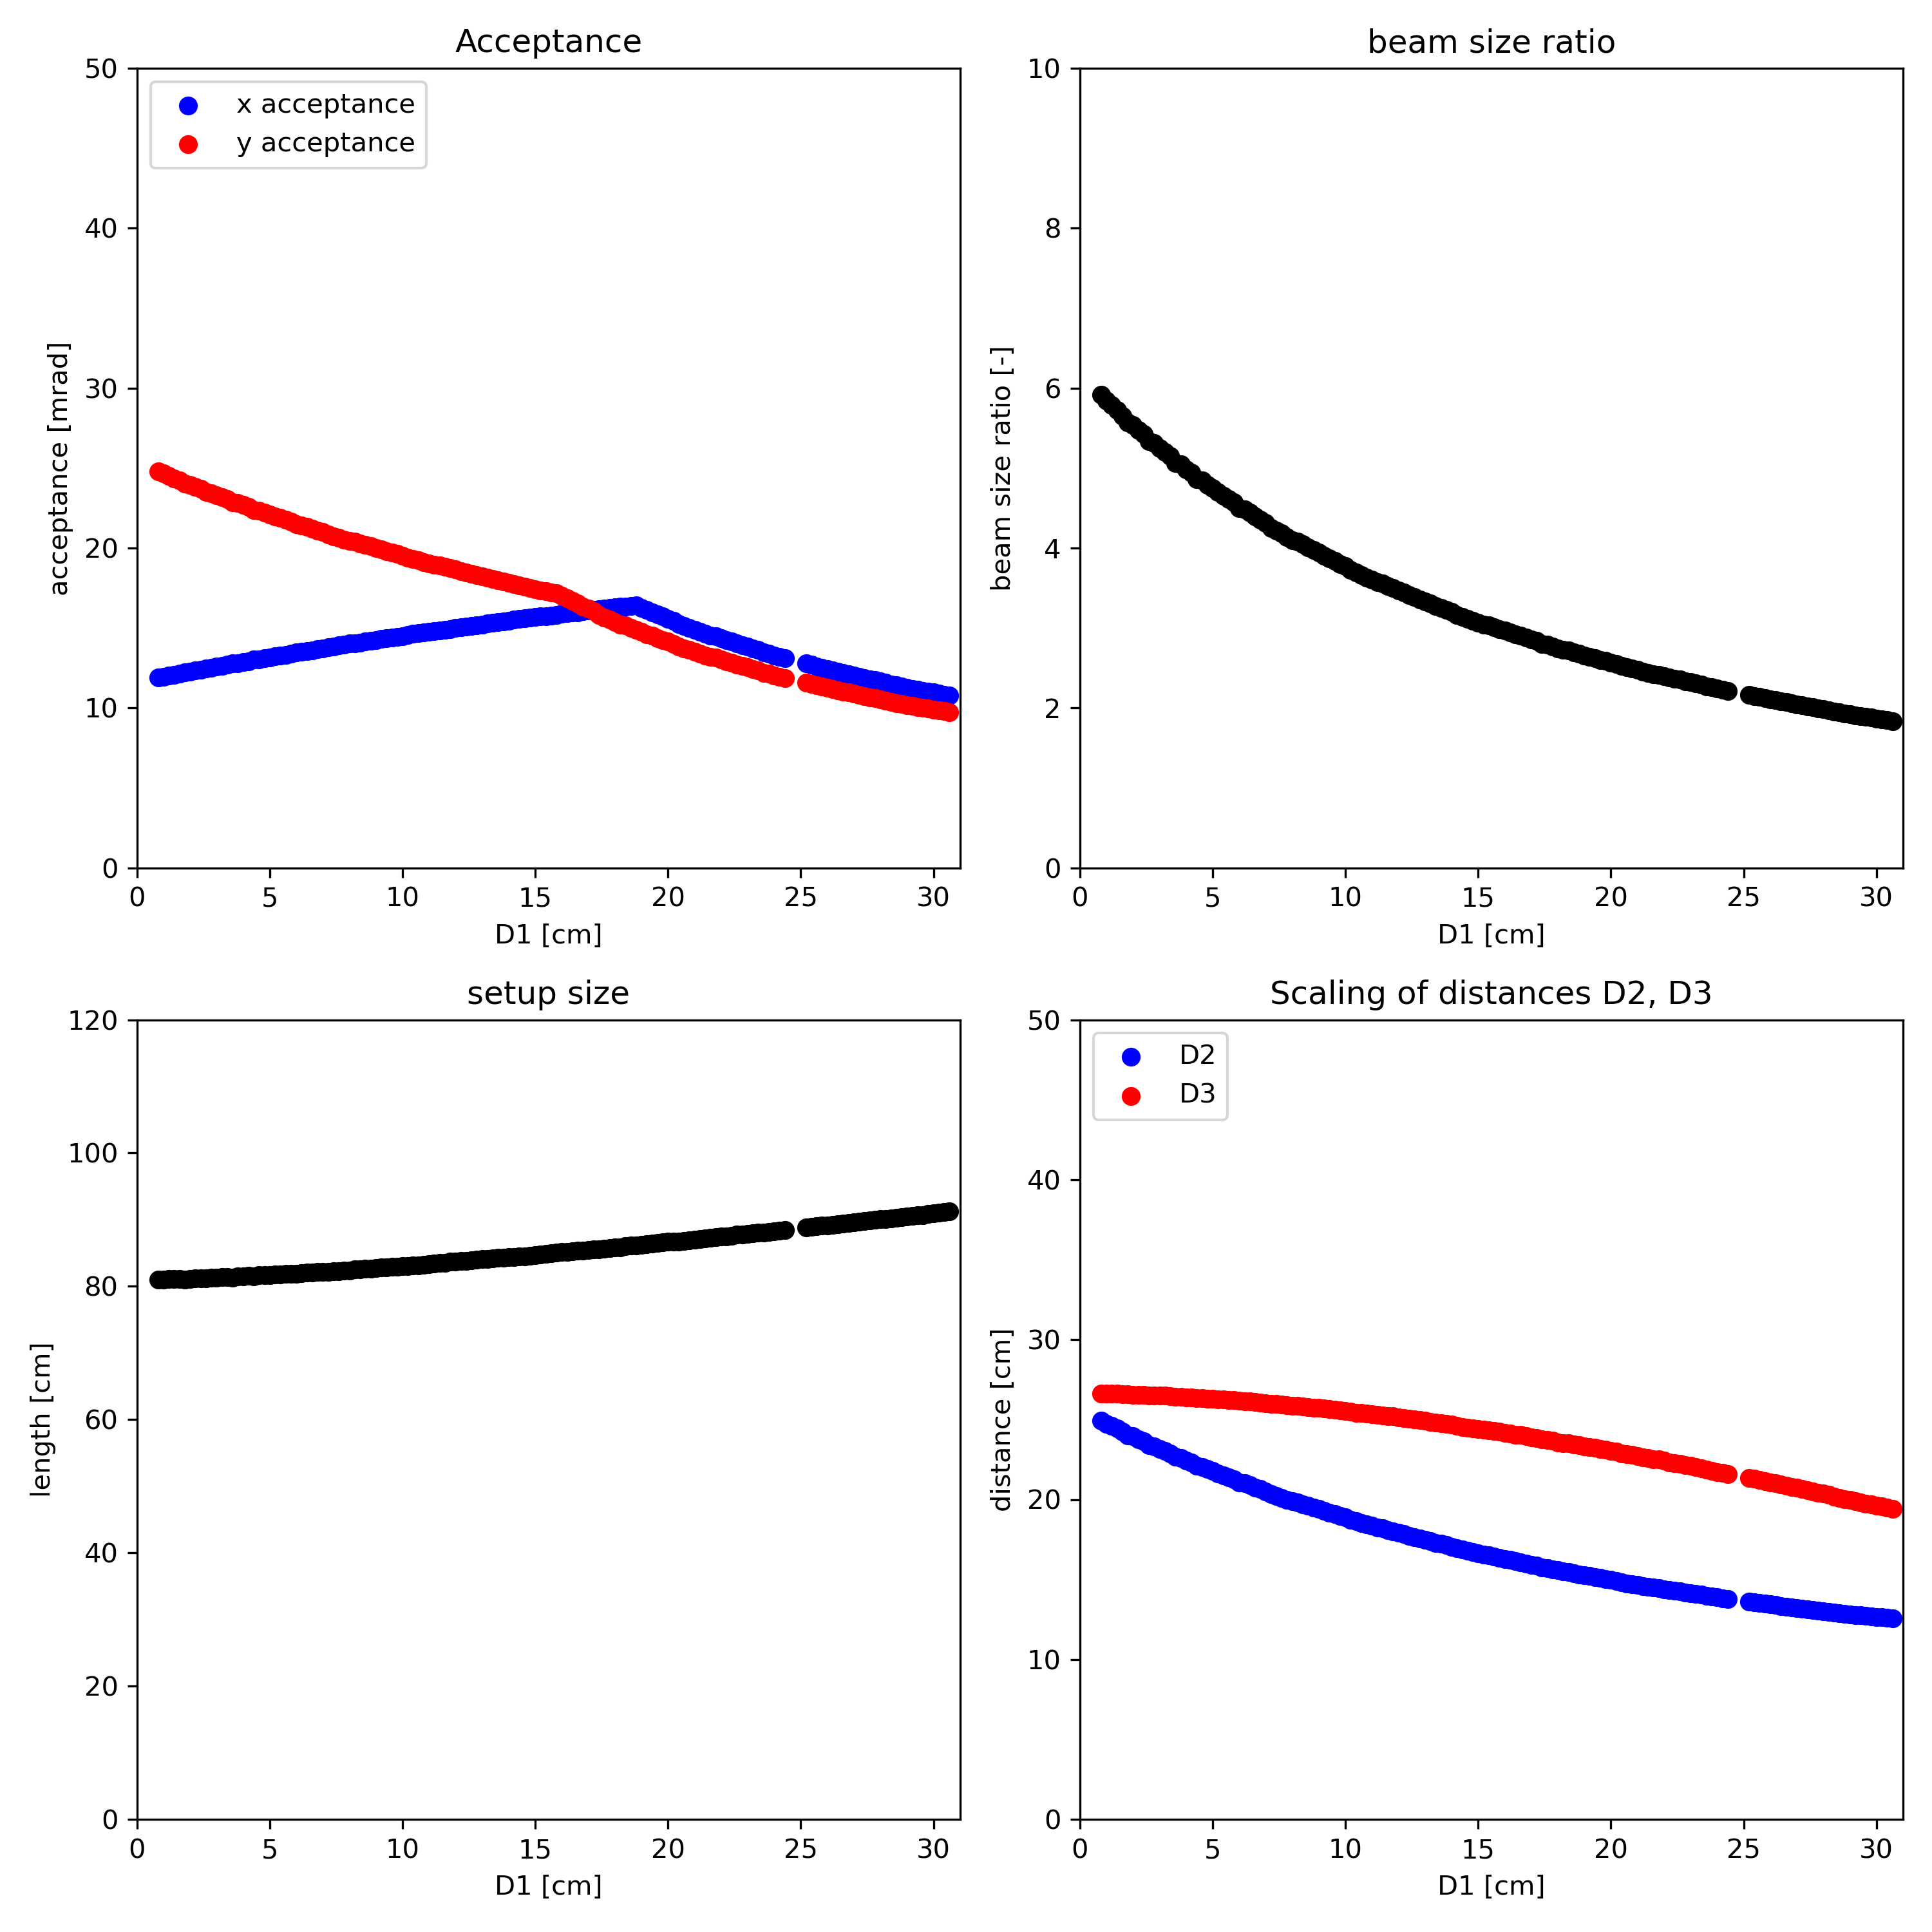 Acceptance
50
40
30
20
10
0
acceptance [mrad]
x acceptance
y acceptance
0 5 10 15 20 25 30
D1 [cm]
beam size ratio
10
8
6
4
2
0
beam size ratio [-]
0 5 10 15 20 25 30
D1 [cm]
setup size
120
100
80
60
40
20
0
length [cm]
0 5 10 15 20 25 30
D1 [cm]
Scaling of distances D2, D3
50
40
30
20
10
0
distance [cm]
D2
D3
0 5 10 15 20 25 30
D1 [cm]